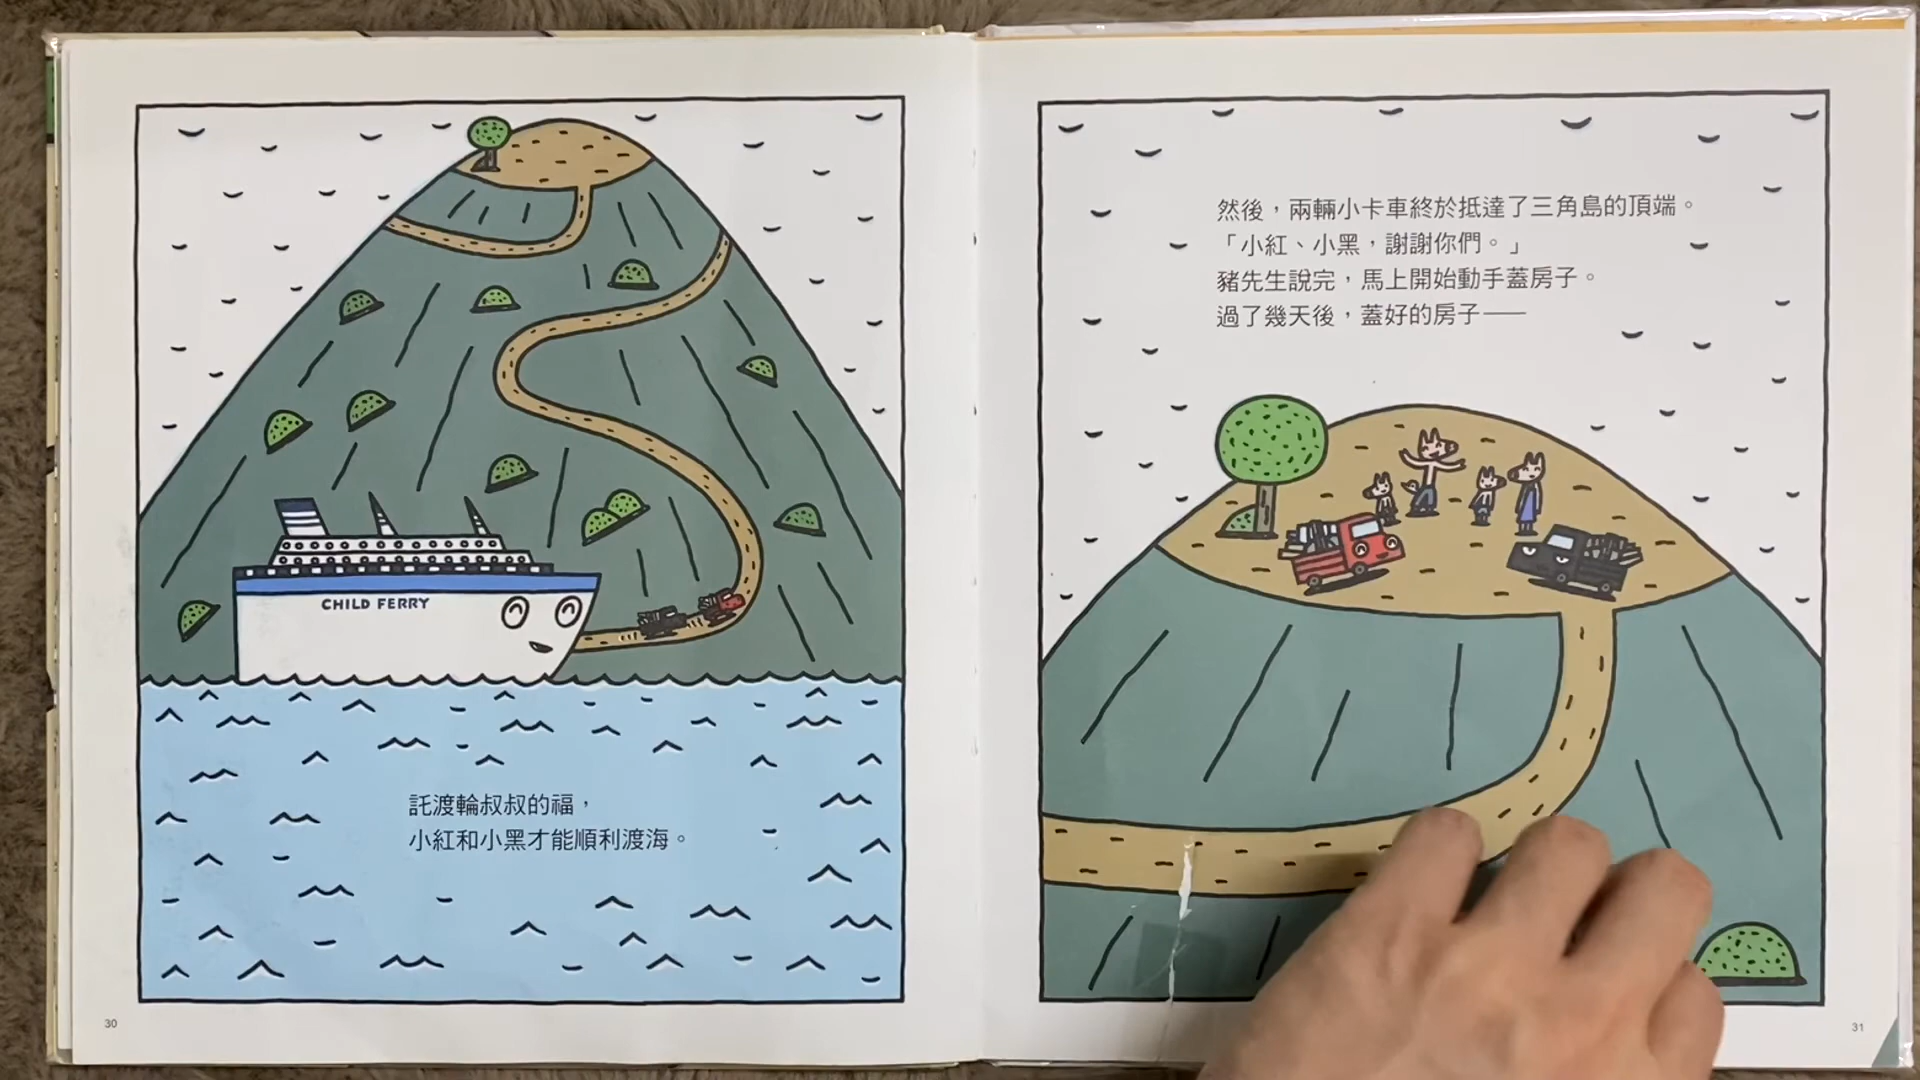 CHILD FERRY
託渡輪叔叔的福，
小紅和小黑才能順利渡海。
30
然後，兩輛小卡車終於抵達了三角島的頂端。
「小紅、小黑，謝謝你們。」
豬先生說完，馬上開始動手蓋房子。
過了幾天後，蓋好的房子——
31